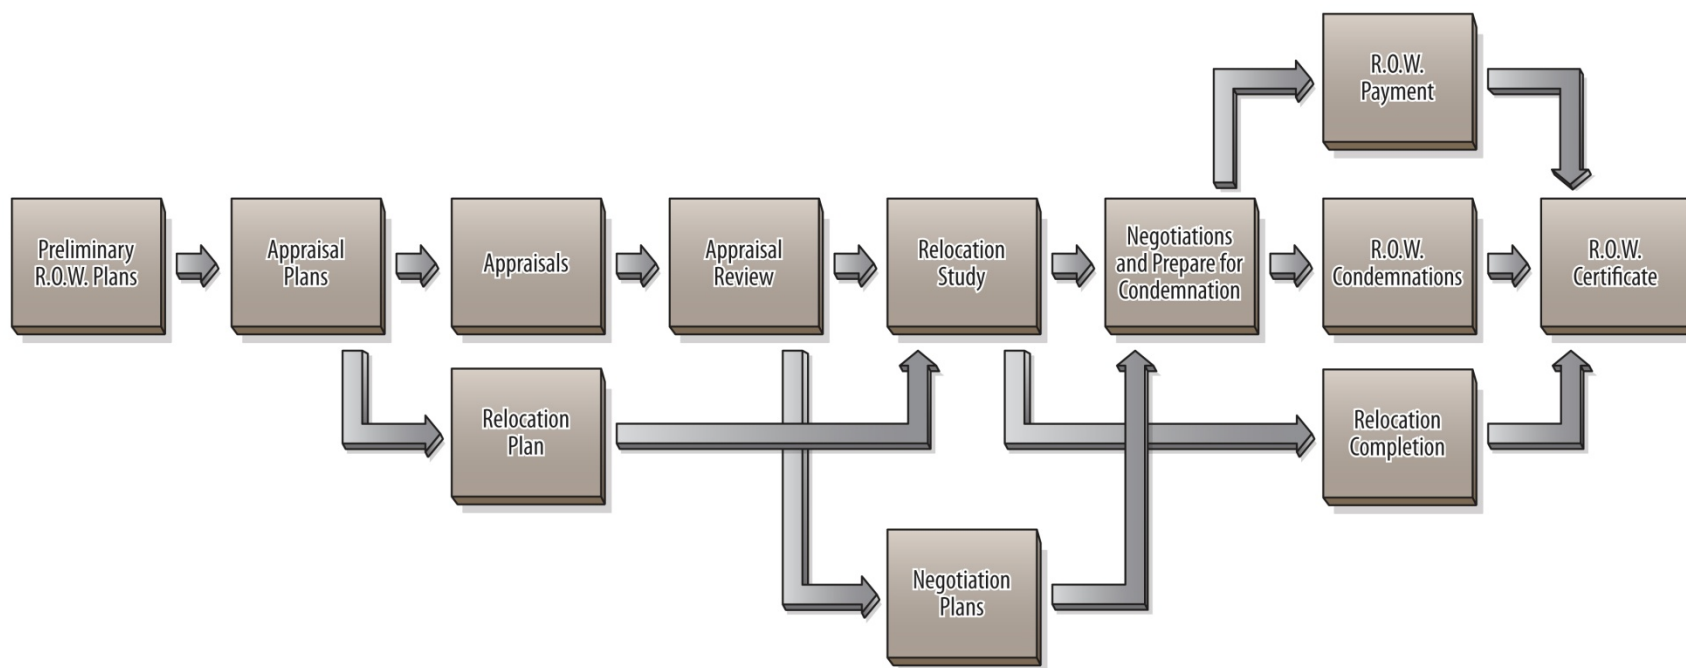 R.O.W.
Payment
Preliminary
R.O.W. Plans
Appraisal
Plans
Appraisals
Appraisal
Review
Relocation
Study
Negotiations
and Prepare for
Condemnation
R.O.W.
Condemnations
R.O.W.
Certificate
Relocation
Plan
Relocation
Completion
Negotiation
Plans